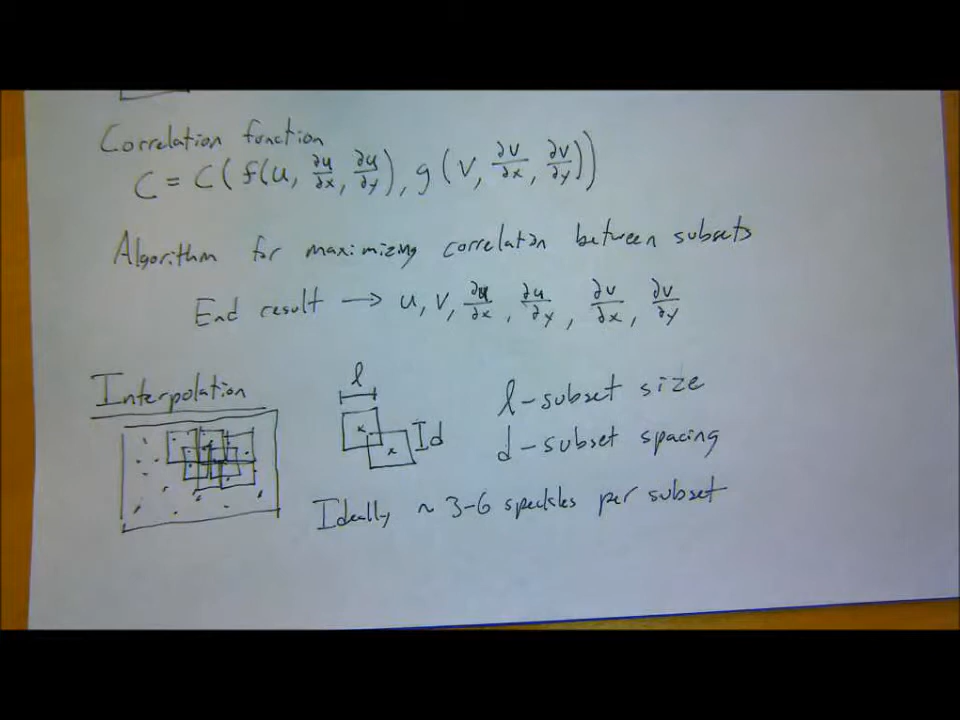 Correlation function
C = C(f(u, ∂u/∂x, ∂u/∂y), g(v, ∂v/∂x, ∂v/∂y))
Algorithm for maximizing correlation between subsets
End result → u, v, ∂u/∂x, ∂u/∂y, ∂v/∂x, ∂v/∂y
Interpolation
l
d
l - subset size
d - subset spacing
Ideally ~ 3-6 speckles per subset